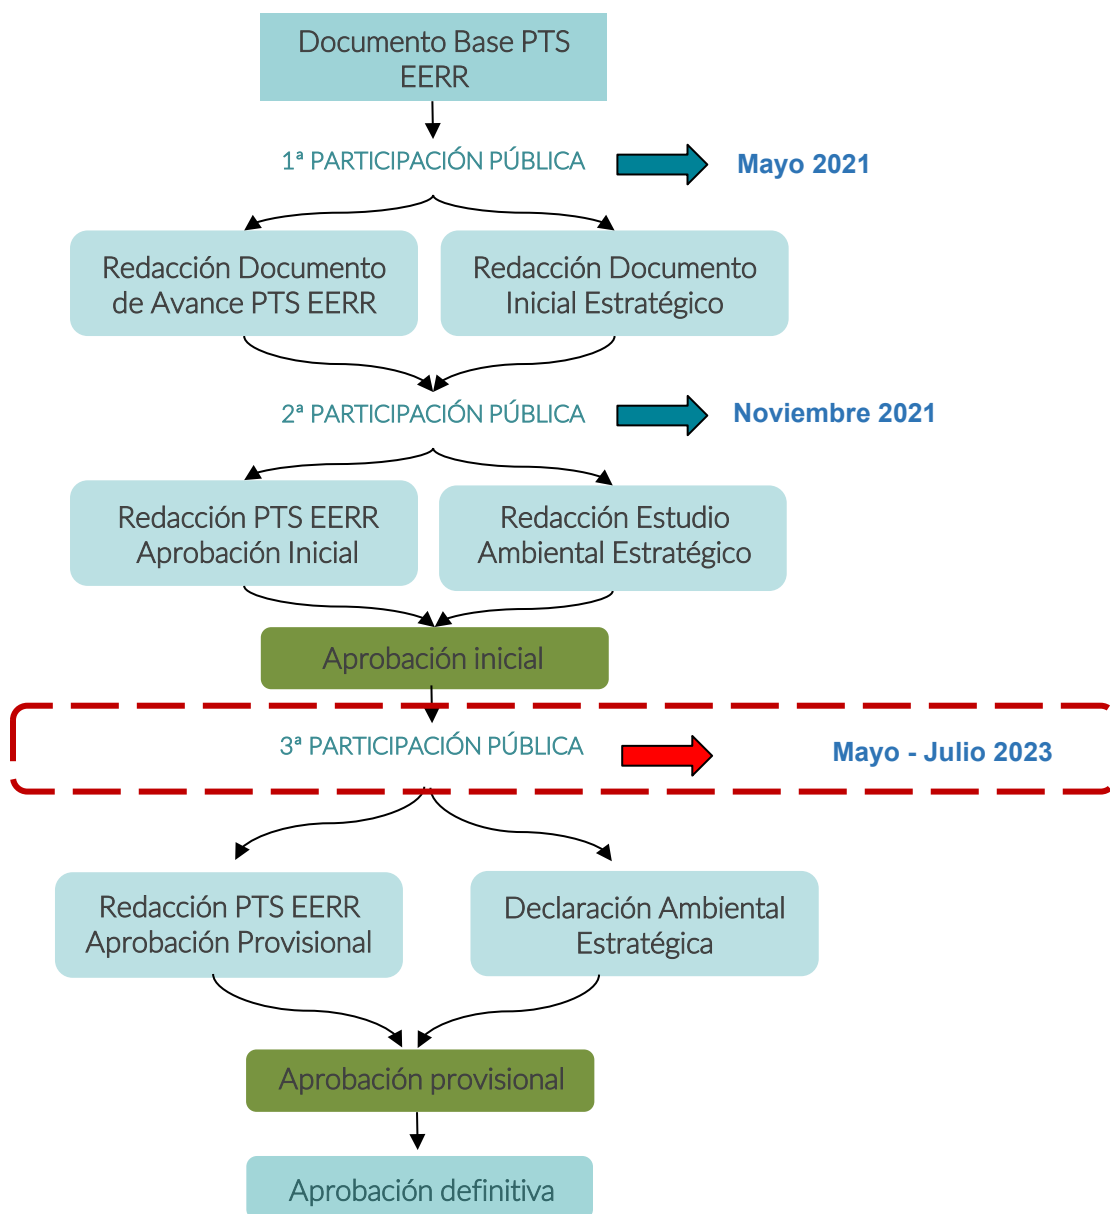 Documento Base PTS
EERR
1ª PARTICIPACIÓN PÚBLICA
Mayo 2021
Redacción Documento
de Avance PTS EERR
Redacción Documento
Inicial Estratégico
2ª PARTICIPACIÓN PÚBLICA
Noviembre 2021
Redacción PTS EERR
Aprobación Inicial
Redacción Estudio
Ambiental Estratégico
Aprobación inicial
3ª PARTICIPACIÓN PÚBLICA
Mayo - Julio 2023
Redacción PTS EERR
Aprobación Provisional
Declaración Ambiental
Estratégica
Aprobación provisional
Aprobación definitiva